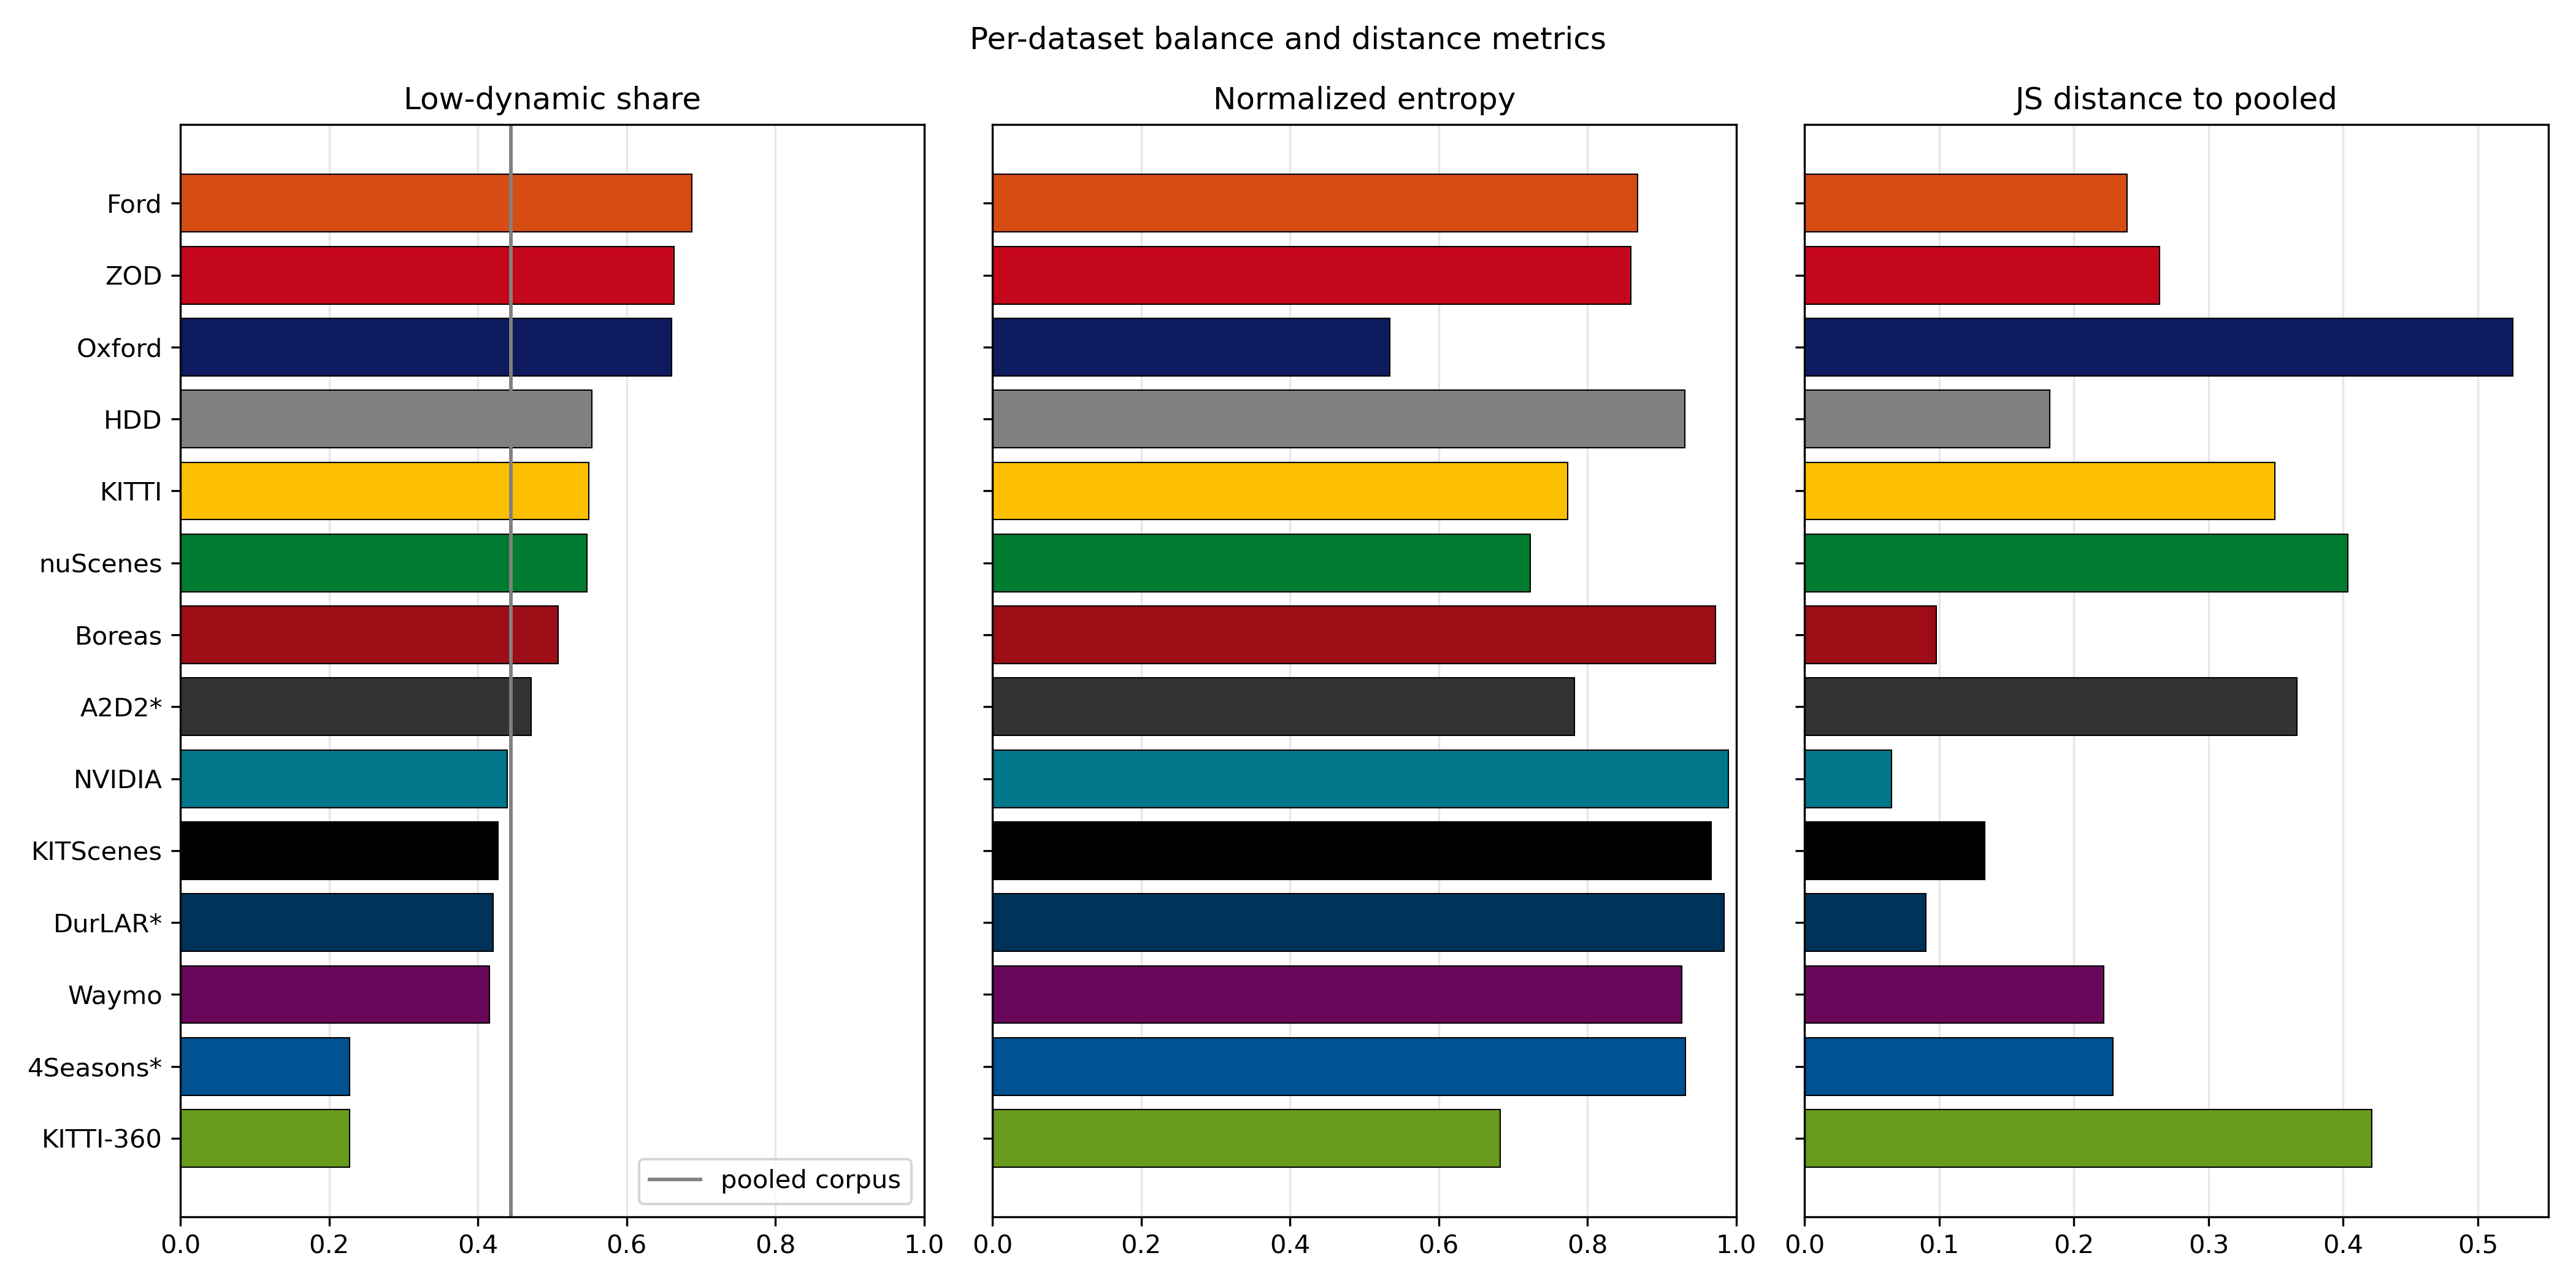 Per-dataset balance and distance metrics
Low-dynamic share
Normalized entropy
JS distance to pooled
Ford
ZOD
Oxford
HDD
KITTI
nuScenes
Boreas
A2D2*
NVIDIA
KITScenes
DurLAR*
Waymo
4Seasons*
KITTI-360
pooled corpus
0.0 0.2 0.4 0.6 0.8 1.0
0.0 0.2 0.4 0.6 0.8 1.0
0.0 0.1 0.2 0.3 0.4 0.5